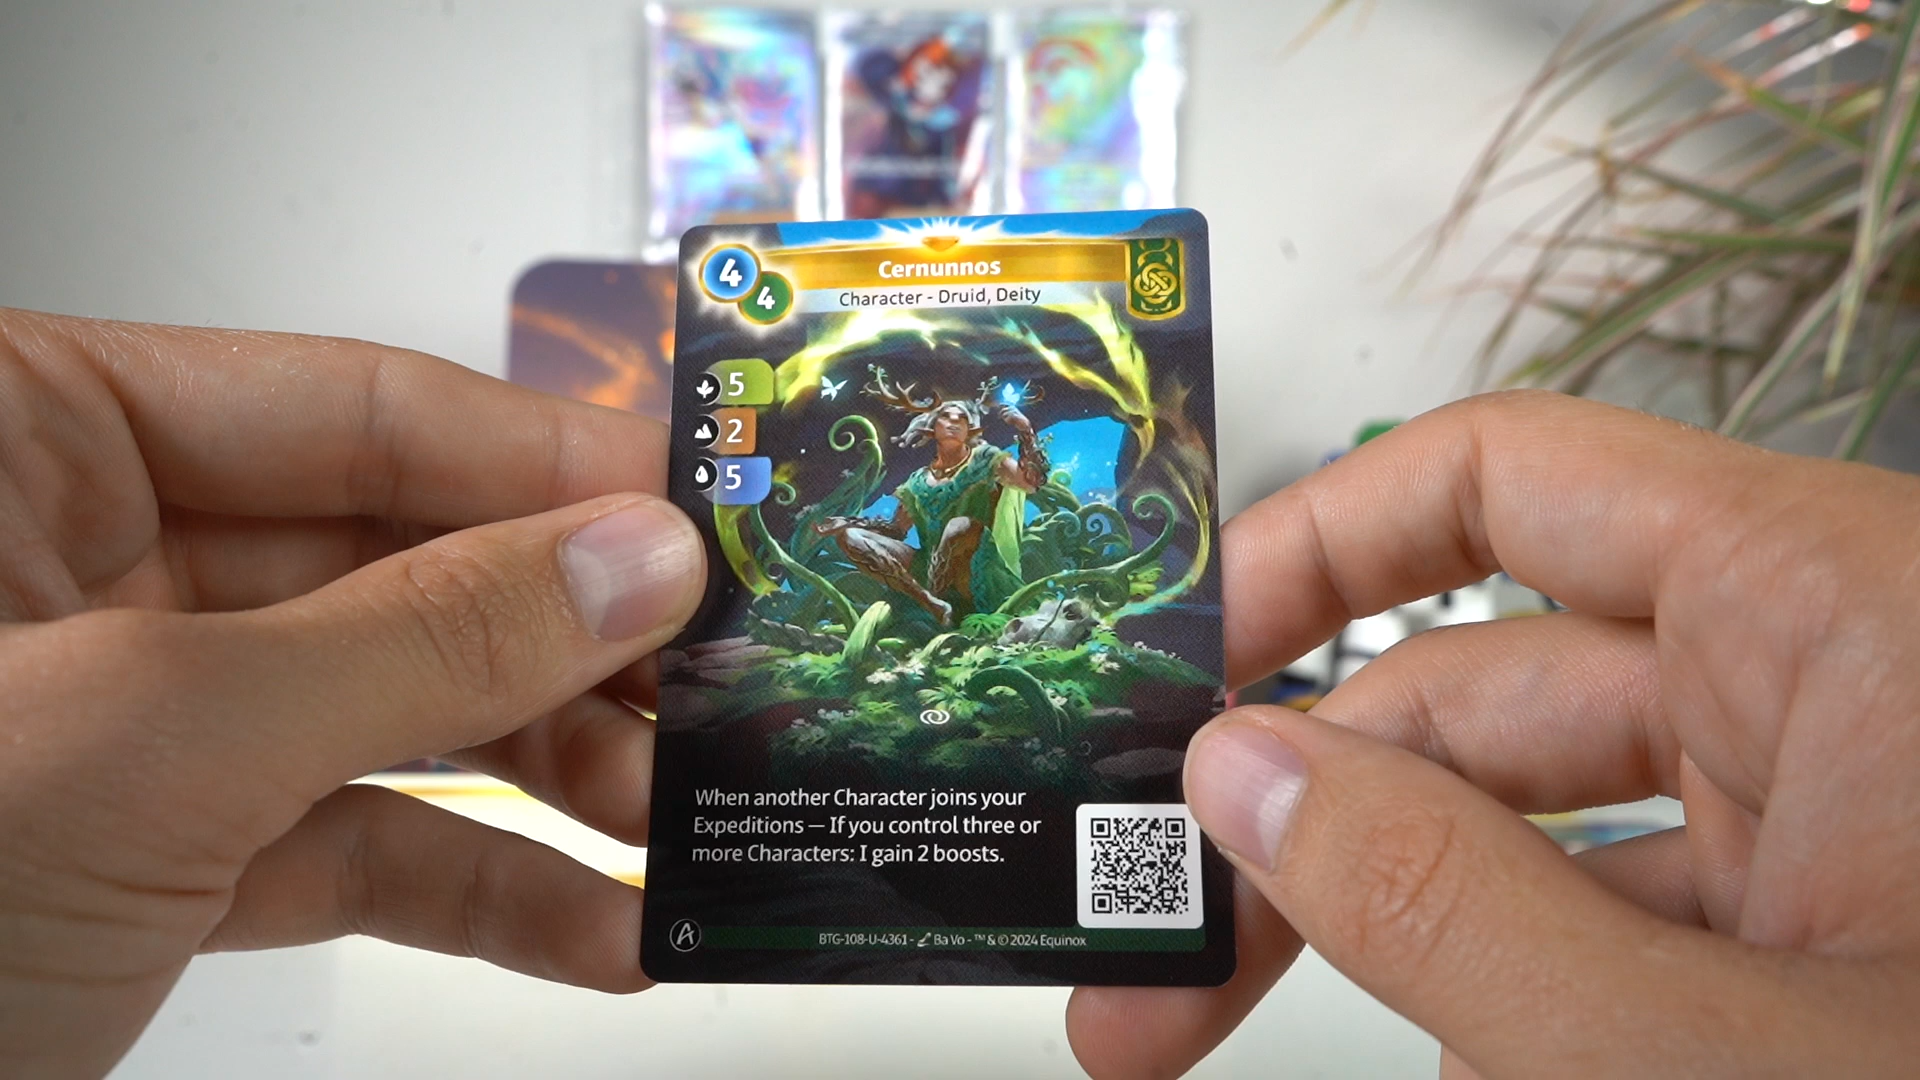 4
Cernunnos
4
Character - Druid, Deity
5
2
5
When another Character joins your
Expeditions — If you control three or
more Characters: I gain 2 boosts.
A
BTG-108-U-4361 - Ba Vo - ™ & © 2024 Equinox